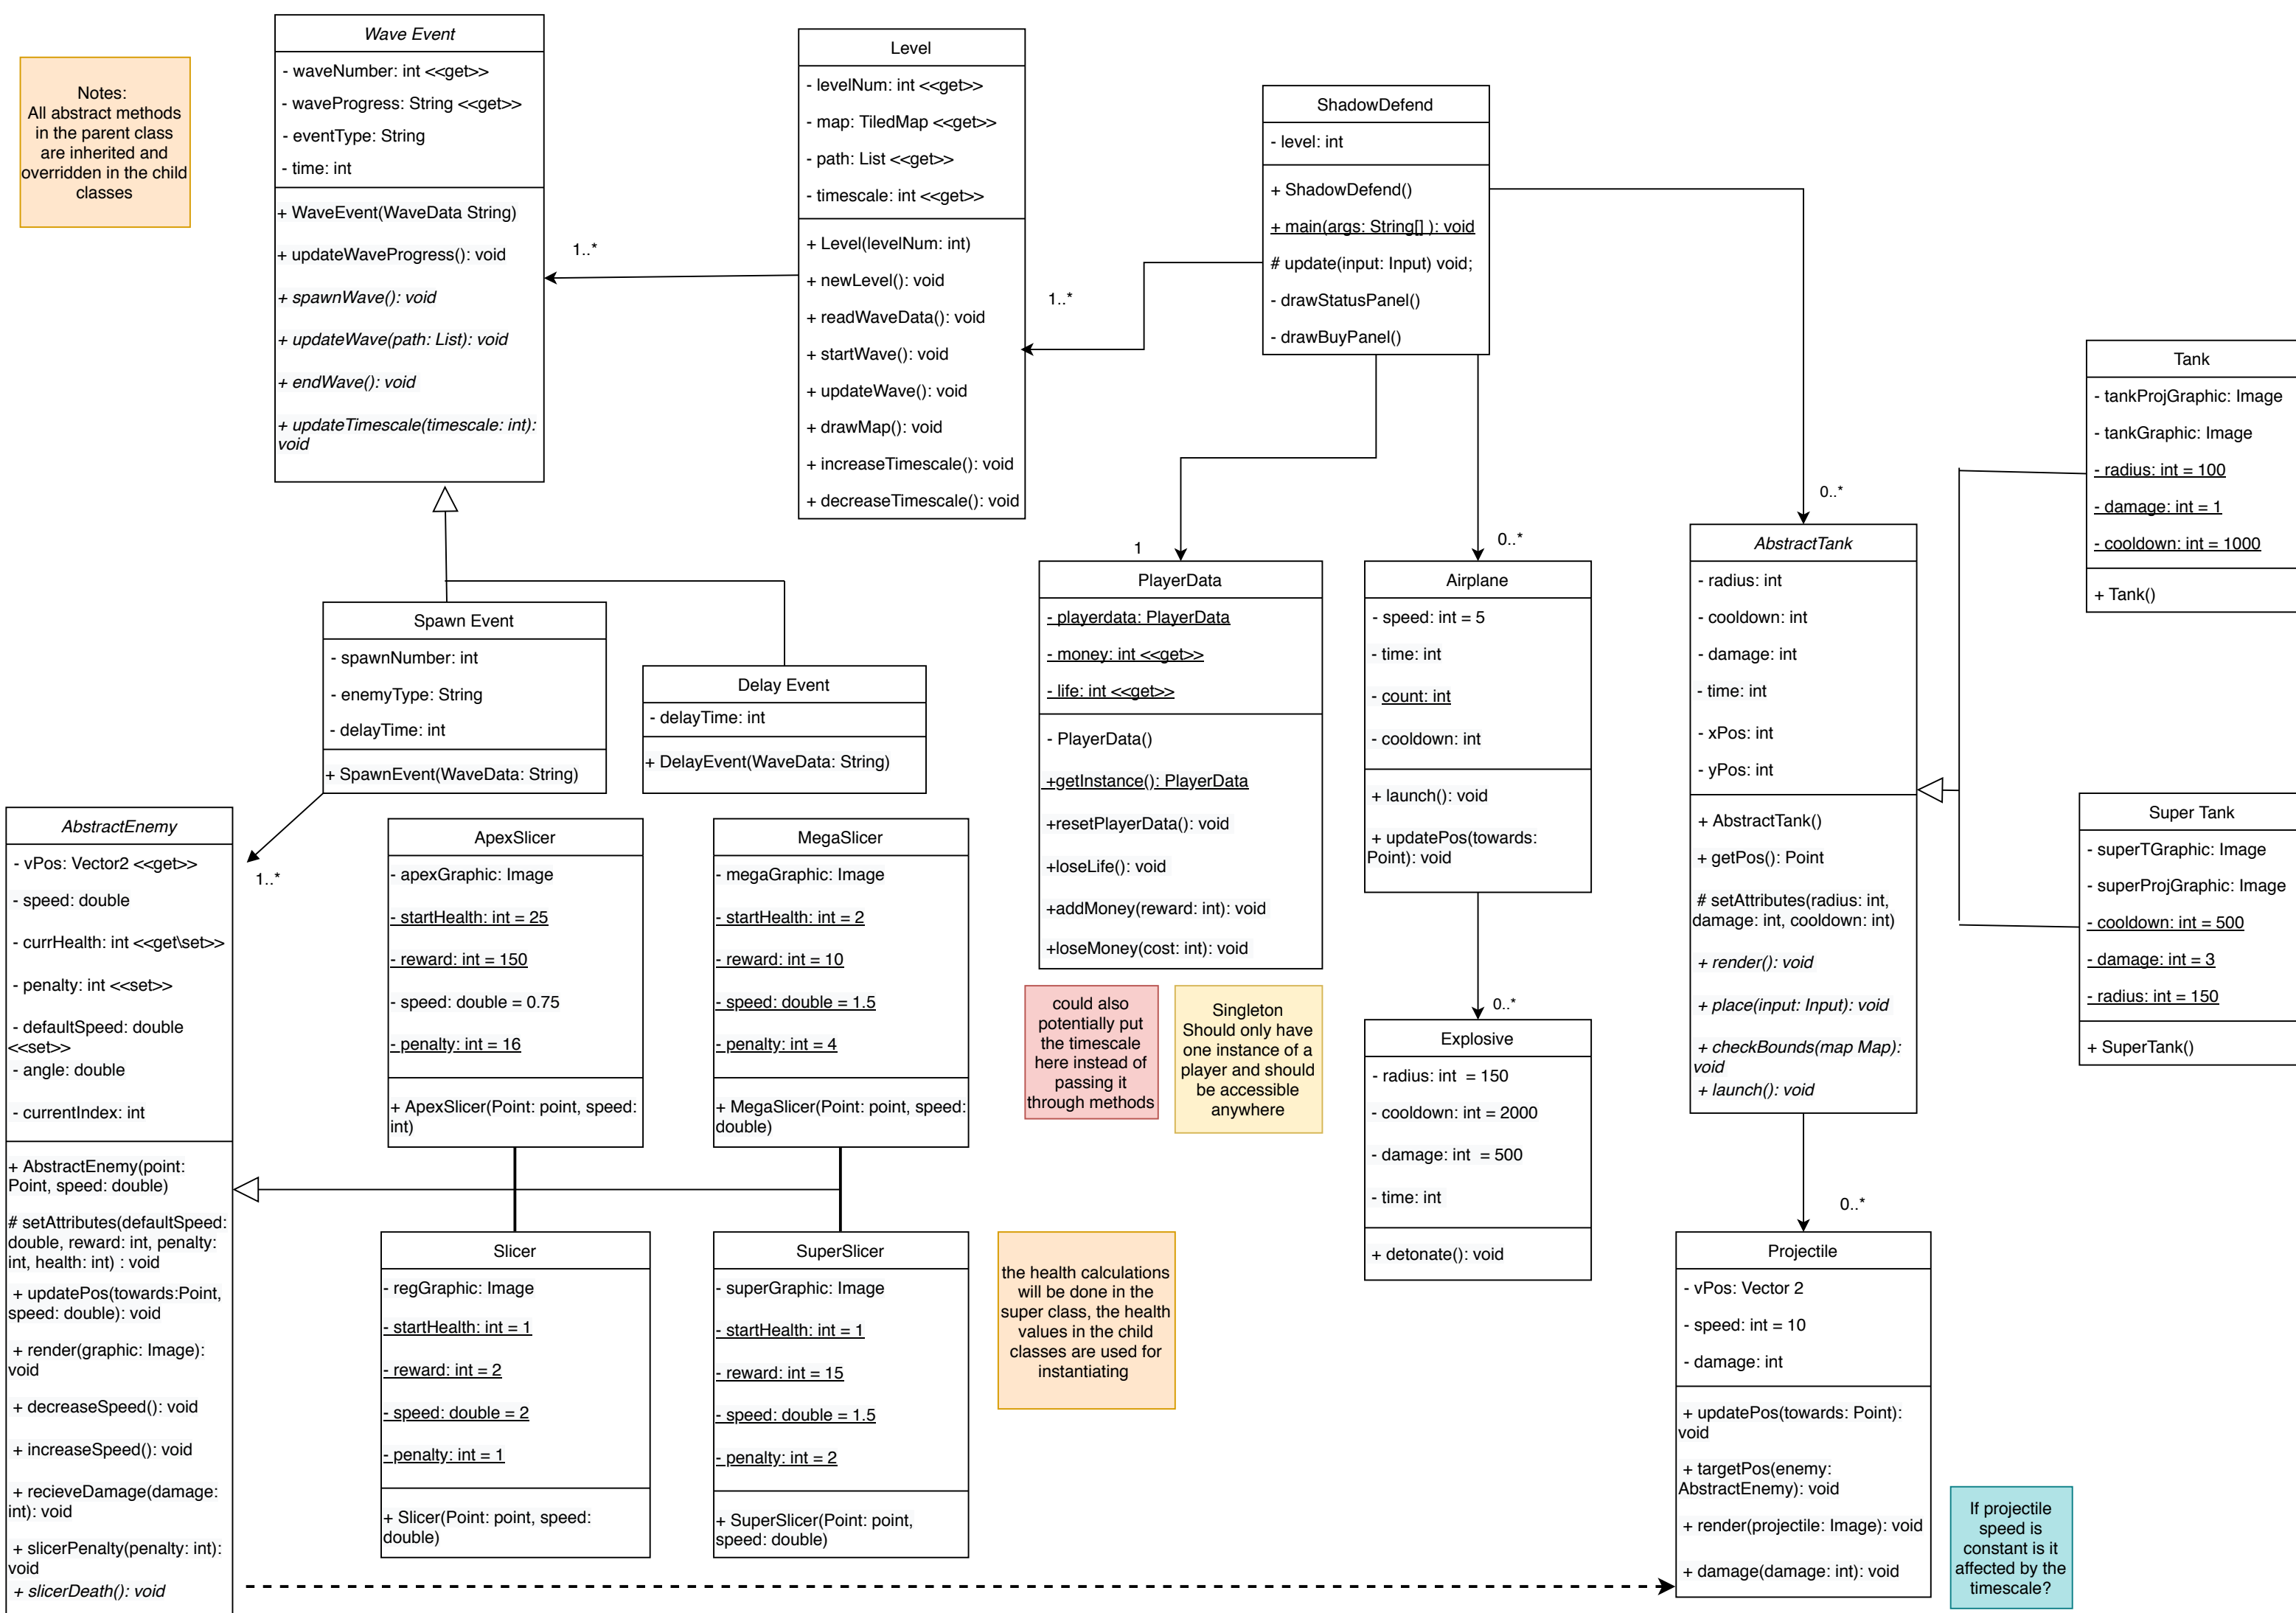 Notes:
All abstract methods
in the parent class
are inherited and
overridden in the child
classes
Wave Event
- waveNumber: int <<get>>
- waveProgress: String <<get>>
- eventType: String
- time: int
+ WaveEvent(WaveData String)
+ updateWaveProgress(): void
+ spawnWave(): void
+ updateWave(path: List): void
+ endWave(): void
+ updateTimescale(timescale: int):
void
1..*
Level
- levelNum: int <<get>>
- map: TiledMap <<get>>
- path: List <<get>>
- timescale: int <<get>>
+ Level(levelNum: int)
+ newLevel(): void
+ readWaveData(): void
+ startWave(): void
+ updateWave(): void
+ drawMap(): void
+ increaseTimescale(): void
+ decreaseTimescale(): void
1..*
ShadowDefend
- level: int
+ ShadowDefend()
+ main(args: String[] ): void
# update(input: Input) void;
- drawStatusPanel()
- drawBuyPanel()
0..*
Tank
- tankProjGraphic: Image
- tankGraphic: Image
- radius: int = 100
- damage: int = 1
- cooldown: int = 1000
+ Tank()
Spawn Event
- spawnNumber: int
- enemyType: String
- delayTime: int
+ SpawnEvent(WaveData: String)
Delay Event
- delayTime: int
+ DelayEvent(WaveData: String)
1
PlayerData
- playerdata: PlayerData
- money: int <<get>>
- life: int <<get>>
- PlayerData()
+getInstance(): PlayerData
+resetPlayerData(): void
+loseLife(): void
+addMoney(reward: int): void
+loseMoney(cost: int): void
0..*
Airplane
- speed: int = 5
- time: int
- count: int
- cooldown: int
+ launch(): void
+ updatePos(towards:
Point): void
AbstractTank
- radius: int
- cooldown: int
- damage: int
- time: int
- xPos: int
- yPos: int
+ AbstractTank()
+ getPos(): Point
# setAttributes(radius: int,
damage: int, cooldown: int)
+ render(): void
+ place(input: Input): void
+ checkBounds(map Map):
void
+ launch(): void
Super Tank
- superTGraphic: Image
- superProjGraphic: Image
- cooldown: int = 500
- damage: int = 3
- radius: int = 150
+ SuperTank()
AbstractEnemy
- vPos: Vector2 <<get>>
- speed: double
- currHealth: int <<get\set>>
- penalty: int <<set>>
- defaultSpeed: double
<<set>>
- angle: double
- currentIndex: int
+ AbstractEnemy(point:
Point, speed: double)
# setAttributes(defaultSpeed:
double, reward: int, penalty:
int, health: int) : void
+ updatePos(towards:Point,
speed: double): void
+ render(graphic: Image):
void
+ decreaseSpeed(): void
+ increaseSpeed(): void
+ recieveDamage(damage:
int): void
+ slicerPenalty(penalty: int):
void
+ slicerDeath(): void
1..*
ApexSlicer
- apexGraphic: Image
- startHealth: int = 25
- reward: int = 150
- speed: double = 0.75
- penalty: int = 16
+ ApexSlicer(Point: point, speed:
int)
MegaSlicer
- megaGraphic: Image
- startHealth: int = 2
- reward: int = 10
- speed: double = 1.5
- penalty: int = 4
+ MegaSlicer(Point: point, speed:
double)
could also
potentially put
the timescale
here instead of
passing it
through methods
Singleton
Should only have
one instance of a
player and should
be accessible
anywhere
0..*
Explosive
- radius: int = 150
- cooldown: int = 2000
- damage: int = 500
- time: int
+ detonate(): void
Slicer
- regGraphic: Image
- startHealth: int = 1
- reward: int = 2
- speed: double = 2
- penalty: int = 1
+ Slicer(Point: point, speed:
double)
SuperSlicer
- superGraphic: Image
- startHealth: int = 1
- reward: int = 15
- speed: double = 1.5
- penalty: int = 2
+ SuperSlicer(Point: point,
speed: double)
the health calculations
will be done in the
super class, the health
values in the child
classes are used for
instantiating
0..*
Projectile
- vPos: Vector 2
- speed: int = 10
- damage: int
+ updatePos(towards: Point):
void
+ targetPos(enemy:
AbstractEnemy): void
+ render(projectile: Image): void
+ damage(damage: int): void
If projectile
speed is
constant is it
affected by the
timescale?